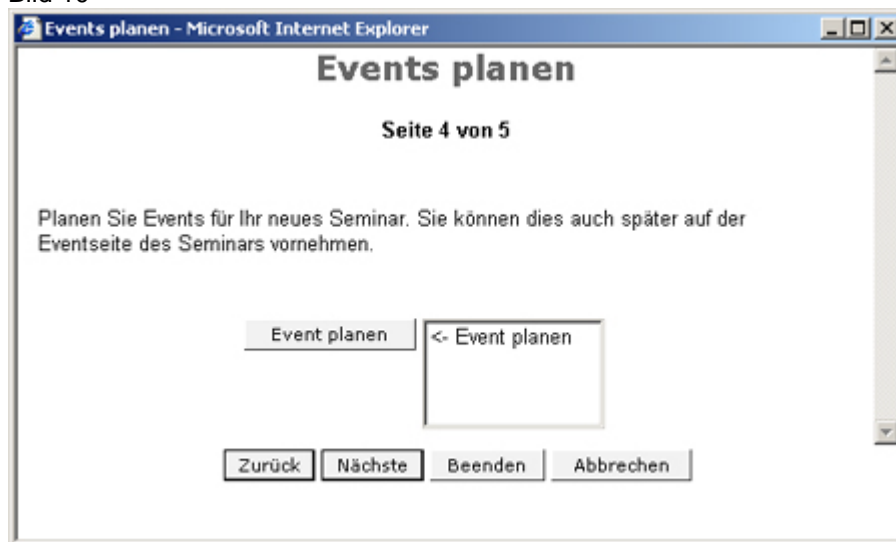 Events planen - Microsoft Internet Explorer
Events planen
Seite 4 von 5
Planen Sie Events für Ihr neues Seminar. Sie können dies auch später auf der
Eventseite des Seminars vornehmen.
Event planen
<- Event planen
Zurück Nächste Beenden Abbrechen